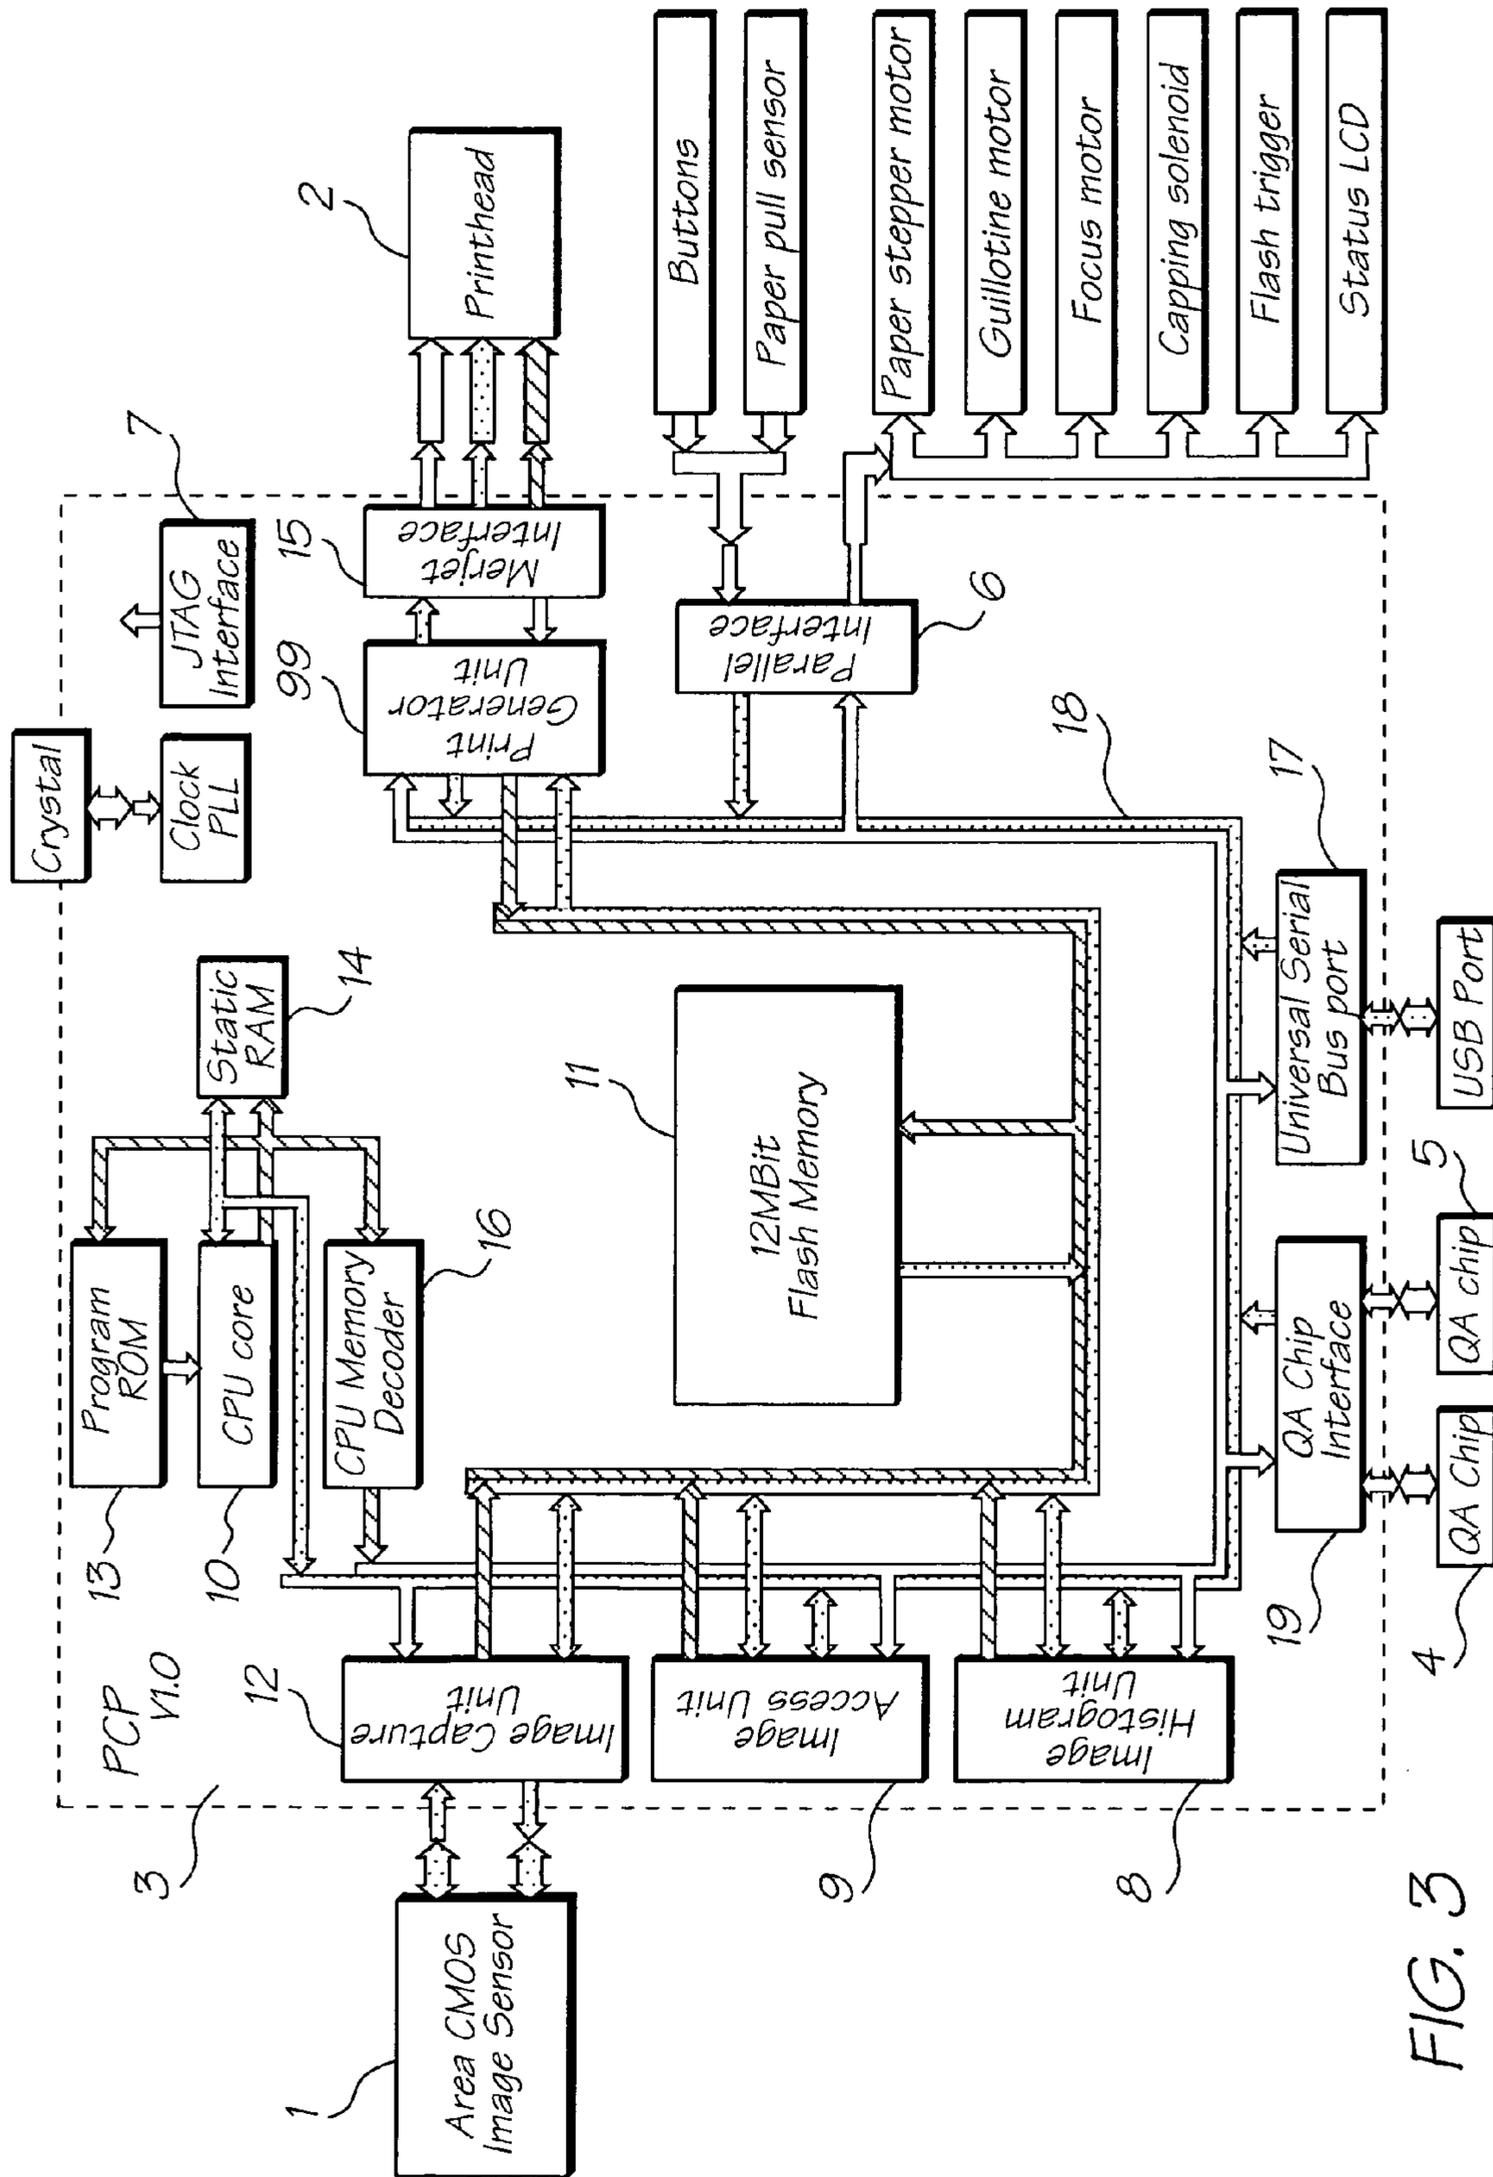 Crystal
Clock
PLL
JTAG
Interface
7
PCP
V1.0
3
Program
ROM
13
CPU core
10
Static
RAM
14
CPU Memory
Decoder
16
Area CMOS
Image Sensor
1
Image Capture
Unit
12
Image
Access Unit
9
Image
Histogram
Unit
8
12MBit
Flash Memory
11
Print
Generator
Unit
99
Merjet
Interface
15
Printhead
2
Parallel
Interface
6
Buttons
Paper pull sensor
Paper stepper motor
Guillotine motor
Focus motor
Capping solenoid
Flash trigger
Status LCD
18
QA Chip
Interface
19
Universal Serial
Bus port
17
QA Chip
4
QA chip
5
USB Port
FIG. 3